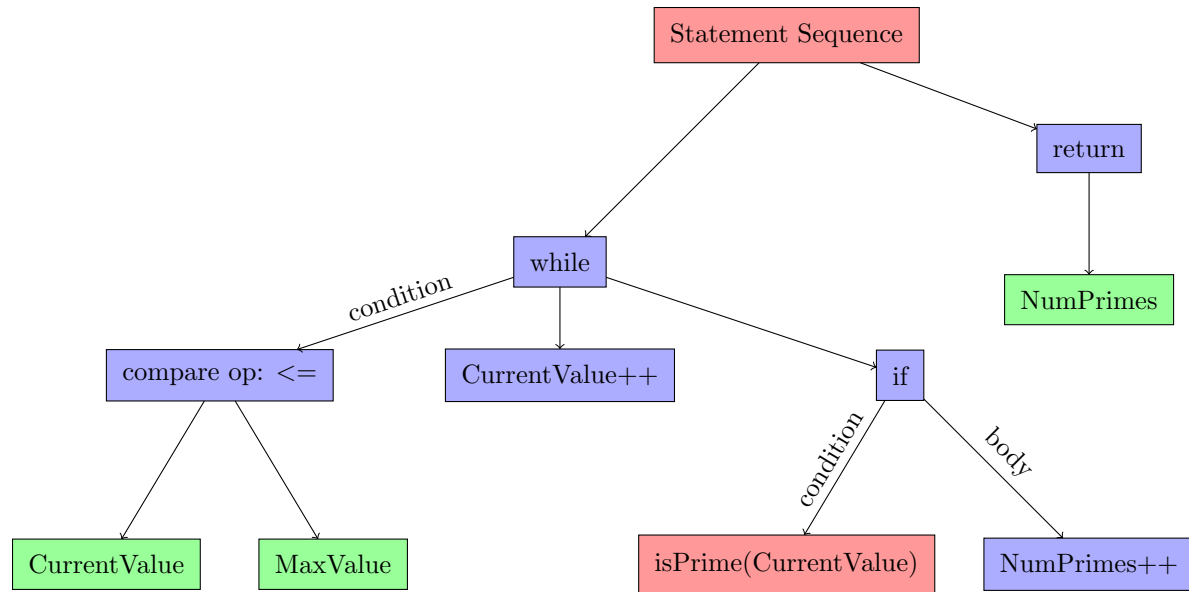 Statement Sequence
return
while
NumPrimes
condition
compare op: <=
CurrentValue++
if
condition
body
CurrentValue
MaxValue
isPrime(CurrentValue)
NumPrimes++